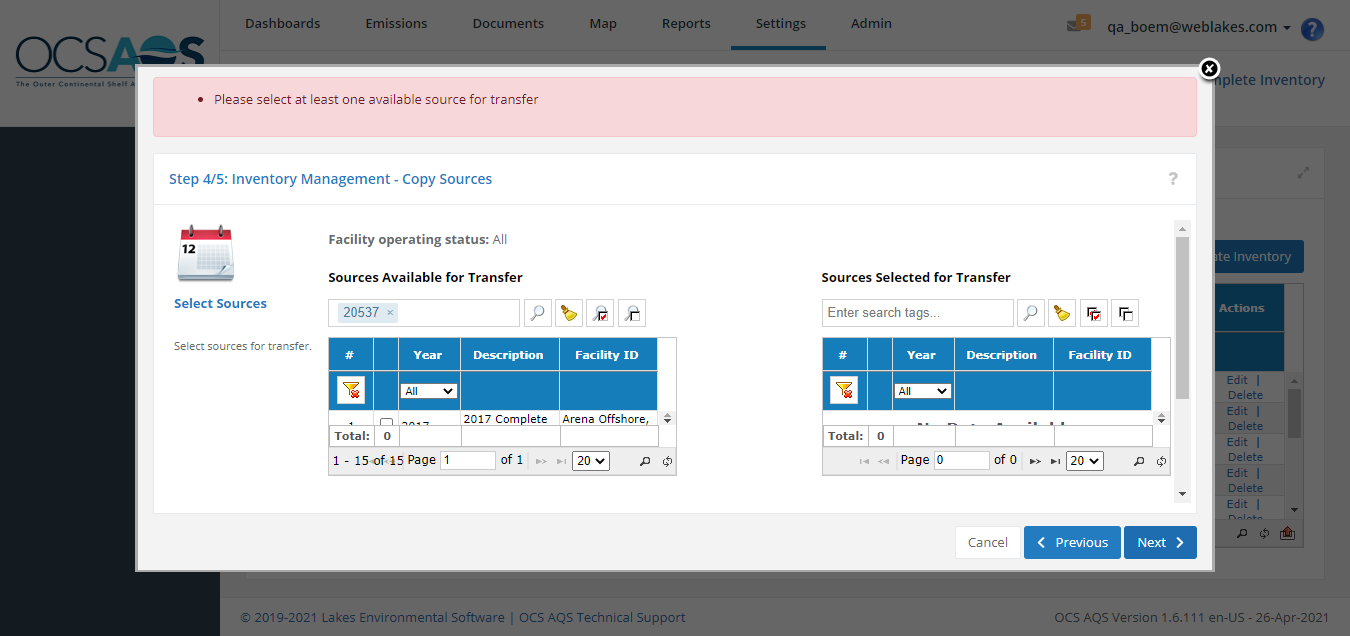 Dashboards Emissions Documents Map Reports Settings Admin
5 qa_boem@weblakes.com ?
OCSAQS
The Outer Continental Shelf A
mplete Inventory
Please select at least one available source for transfer
Step 4/5: Inventory Management - Copy Sources ?
12
Select Sources
Select sources for transfer.
Facility operating status: All
Sources Available for Transfer
20537 ×
# Year Description Facility ID
All
1 2017 2017 Complete Arena Offshore,
Total: 0
1 - 15 of 15 Page 1 of 1 20
Sources Selected for Transfer
Enter search tags...
# Year Description Facility ID
All
No Data Available
Total: 0
Page 0 of 0 20
Cancel Previous Next
te Inventory
Actions
Edit |
Delete
Edit |
Delete
Edit |
Delete
Edit |
Delete
Edit |
Delete
© 2019-2021 Lakes Environmental Software | OCS AQS Technical Support
OCS AQS Version 1.6.111 en-US - 26-Apr-2021